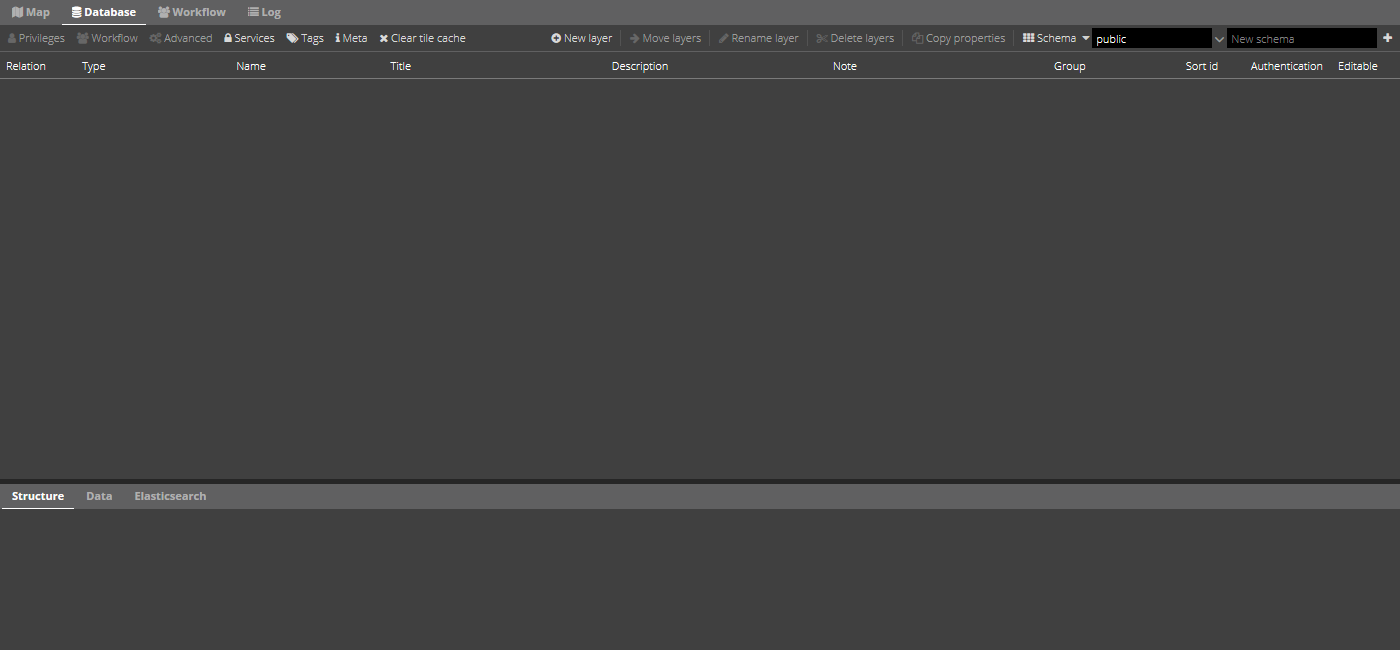 Map Database Workflow Log
Privileges Workflow Advanced Services Tags Meta Clear tile cache New layer Move layers Rename layer Delete layers Copy properties Schema public New schema
Relation Type Name Title Description Note Group Sort id Authentication Editable
Structure Data Elasticsearch